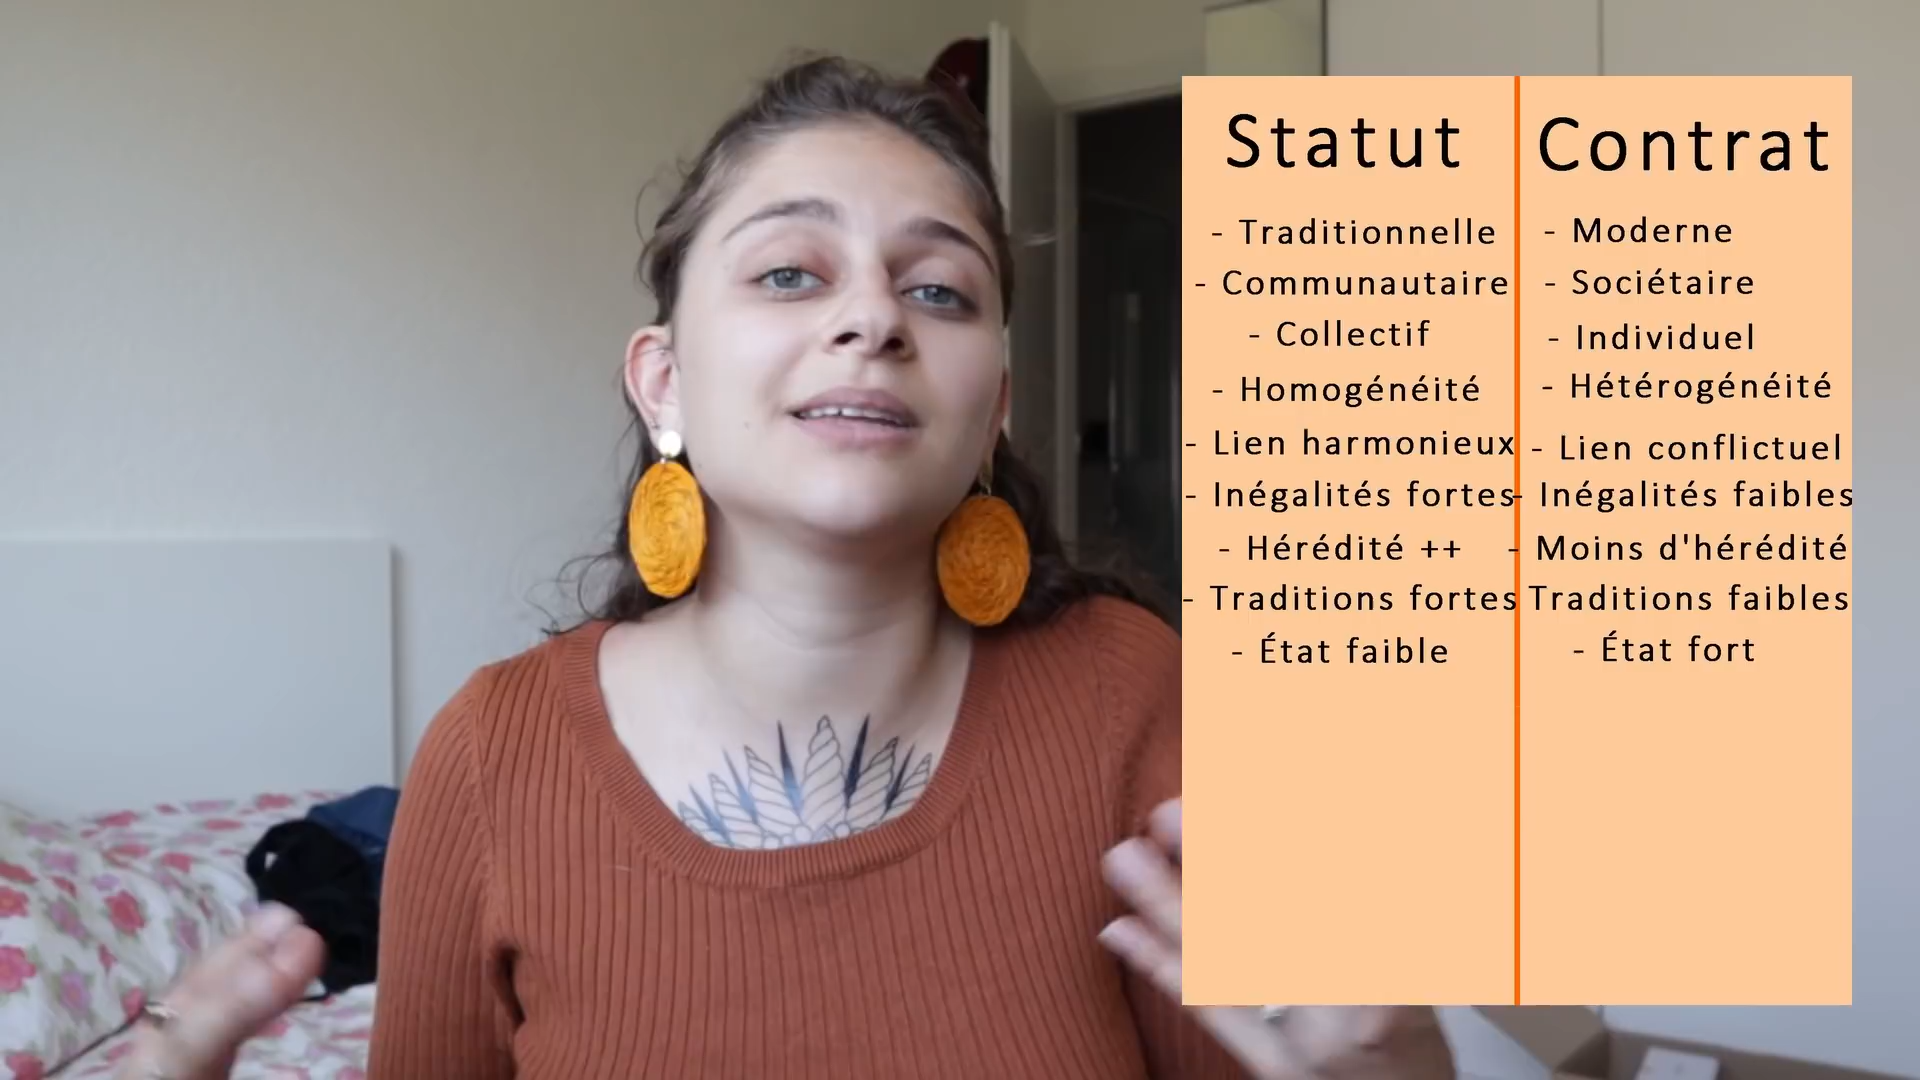 Statut
- Traditionnelle
- Communautaire
- Collectif
- Homogénéité
- Lien harmonieux
- Inégalités fortes
- Hérédité ++
- Traditions fortes
- État faible
Contrat
- Moderne
- Sociétaire
- Individuel
- Hétérogénéité
- Lien conflictuel
- Inégalités faibles
- Moins d'hérédité
Traditions faibles
- État fort